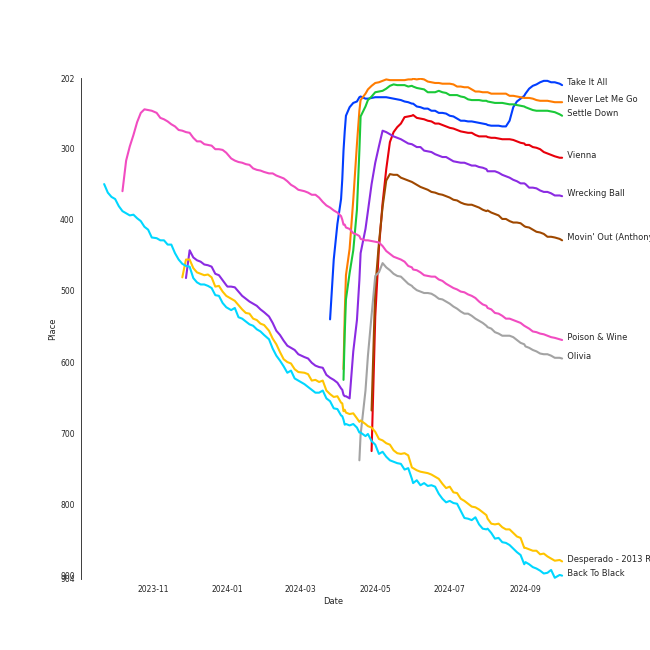 202
300
400
500
600
700
800
900
904
Place
2023-11
2024-01
2024-03
2024-05
2024-07
2024-09
Date
Take It All
Never Let Me Go
Settle Down
Vienna
Wrecking Ball
Movin' Out (Anthony
Poison & Wine
Olivia
Desperado - 2013 R
Back To Black